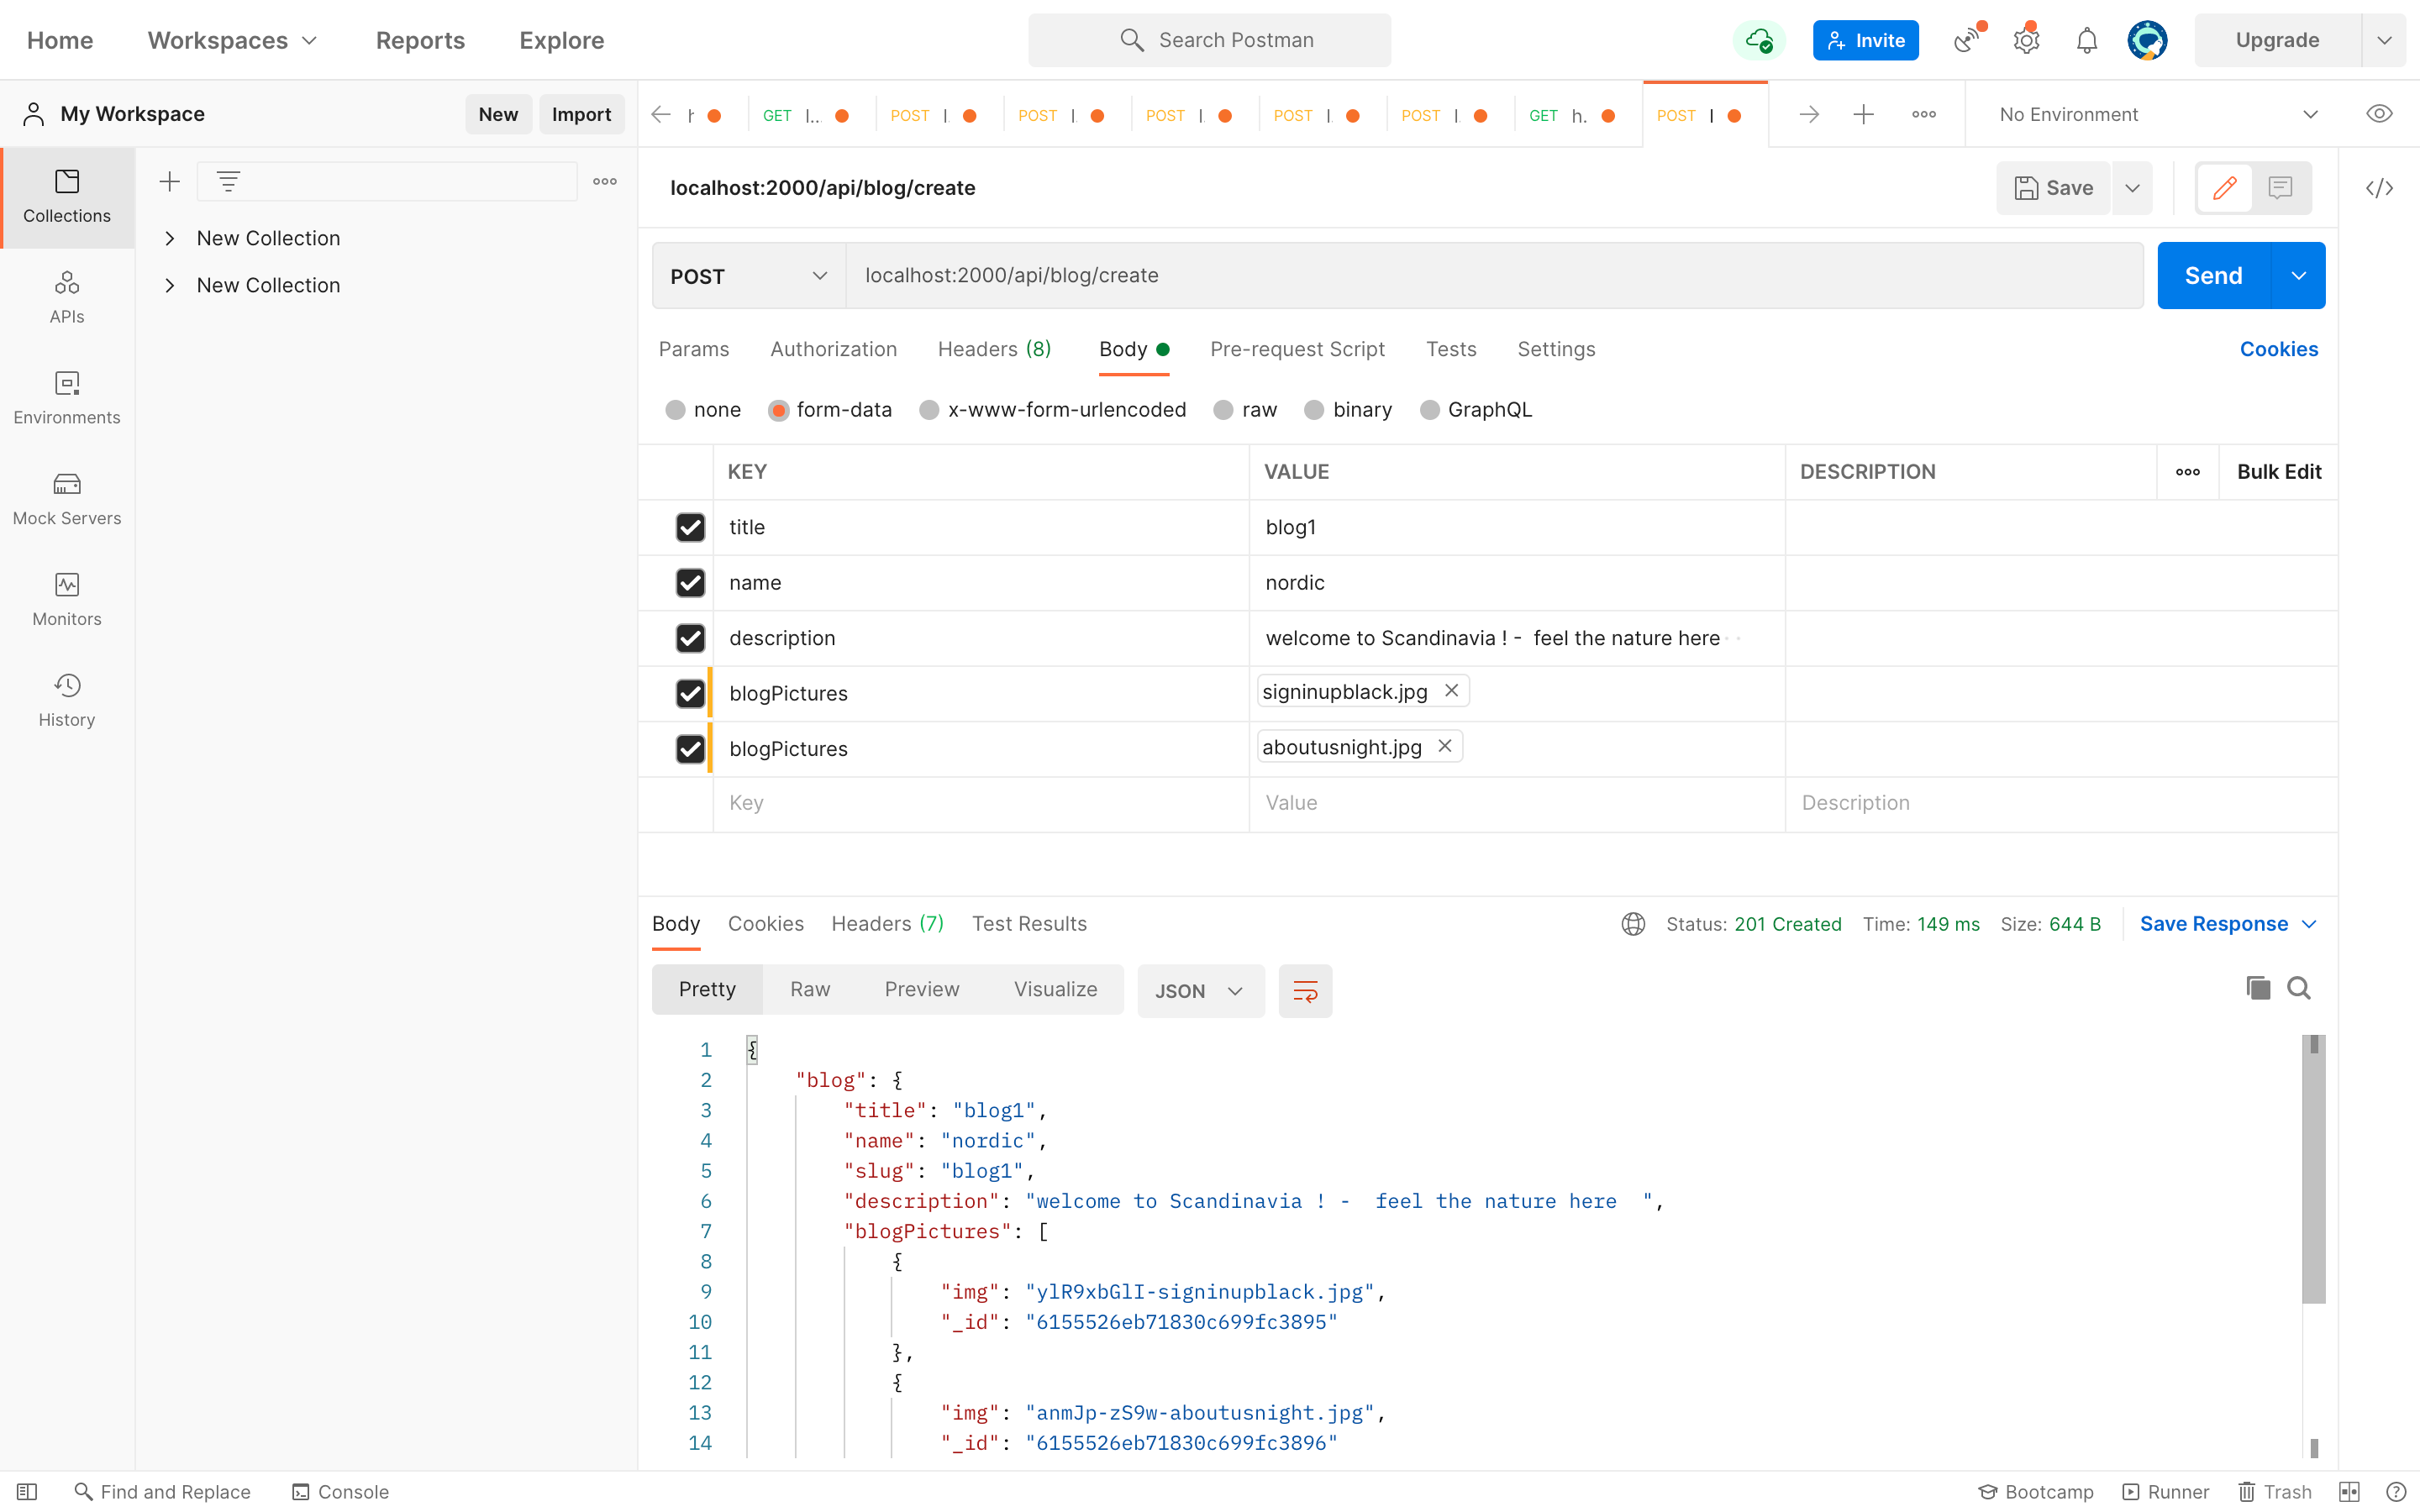 Home Workspaces Reports Explore Search Postman Invite Upgrade
My Workspace New Import h GET l... POST l. POST l. POST l. POST l. POST l. GET h. POST l No Environment
Collections
localhost:2000/api/blog/create Save
New Collection
New Collection
POST localhost:2000/api/blog/create Send
APIs
Params Authorization Headers (8) Body Pre-request Script Tests Settings Cookies
Environments
none form-data x-www-form-urlencoded raw binary GraphQL
KEY VALUE DESCRIPTION Bulk Edit
Mock Servers
title blog1
name nordic
Monitors
description welcome to Scandinavia ! -  feel the nature here
blogPictures signinupblack.jpg
History
blogPictures aboutusnight.jpg
Key Value Description
Body Cookies Headers (7) Test Results Status: 201 Created Time: 149 ms Size: 644 B Save Response
Pretty Raw Preview Visualize JSON
1 {
2 "blog": {
3 "title": "blog1",
4 "name": "nordic",
5 "slug": "blog1",
6 "description": "welcome to Scandinavia ! -  feel the nature here  ",
7 "blogPictures": [
8 {
9 "img": "ylR9xbGlI-signinupblack.jpg",
10 "_id": "6155526eb71830c699fc3895"
11 },
12 {
13 "img": "anmJp-zS9w-aboutusnight.jpg",
14 "_id": "6155526eb71830c699fc3896"
Find and Replace Console Bootcamp Runner Trash